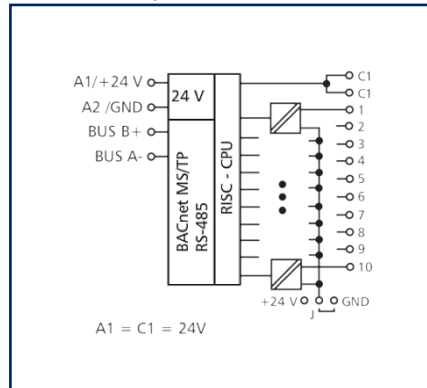 A1/+24 V
A2 /GND
BUS B+
BUS A-
24 V
BACnet MS/TP
RS-485
RISC - CPU
C1
C1
1
2
3
4
5
6
7
8
9
10
+24 V
GND
J
A1 = C1 = 24V